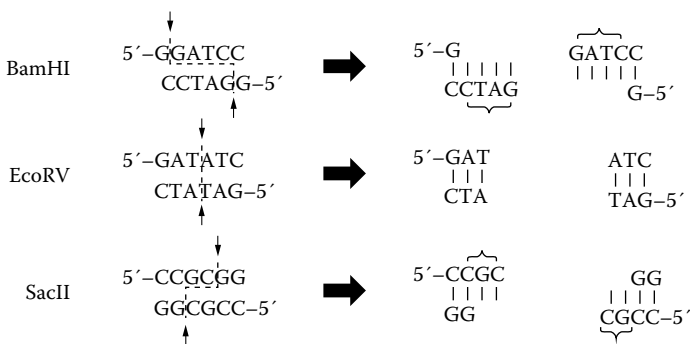 5′–GGATCC
BamHI
CCTAGG–5′
5′–G
CCTAG
GATCC
G–5′
5′–GATATC
EcoRV
CTATAG–5′
5′–GAT
CTA
ATC
TAG–5′
5′–CCGCGG
SacII
GGCGCC–5′
5′–CCGC
GG
GG
CGCC–5′